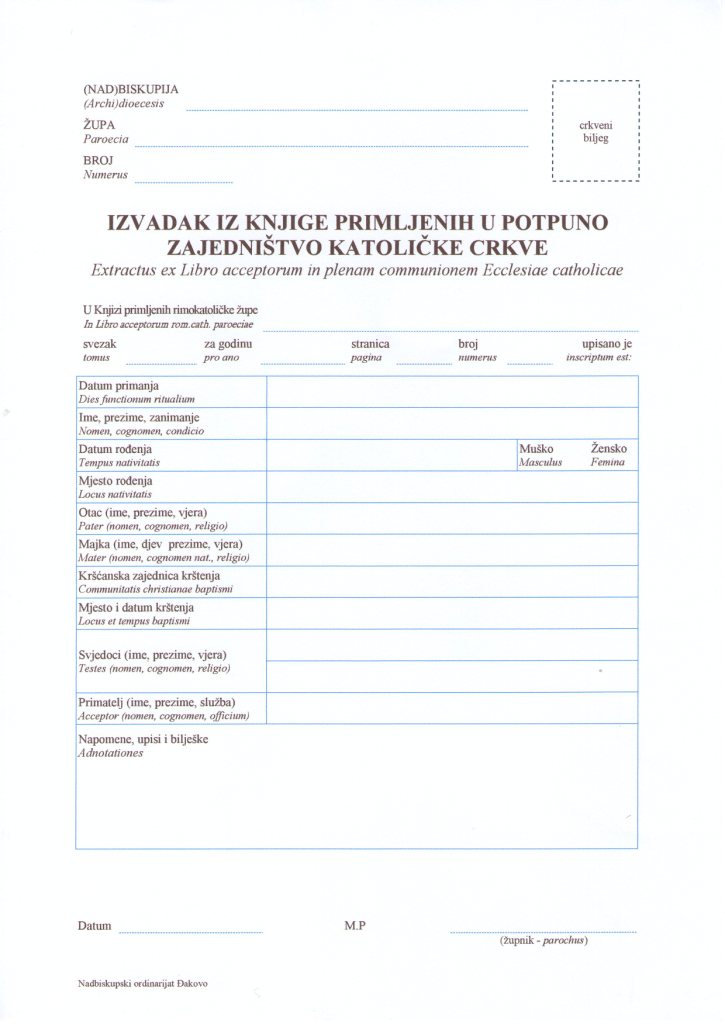 (NAD)BISKUPIJA
(Archi)dioecesis
ŽUPA
Paroecia
BROJ
Numerus
crkveni
biljeg
IZVADAK IZ KNJIGE PRIMLJENIH U POTPUNO
ZAJEDNIŠTVO KATOLIČKE CRKVE
Extractus ex Libro acceptorum in plenam communionem Ecclesiae catholicae
U Knjizi primljenih rimokatoličke župe
In Libro acceptorum rom.cath. paroeciae
svezak za godinu stranica broj upisano je
tomus pro ano pagina numerus inscriptum est:
Datum primanja
Dies functionum ritualium
Ime, prezime, zanimanje
Nomen, cognomen, condicio
Datum rođenja Muško Žensko
Tempus nativitatis Masculus Femina
Mjesto rođenja
Locus nativitatis
Otac (ime, prezime, vjera)
Pater (nomen, cognomen, religio)
Majka (ime, djev prezime, vjera)
Mater (nomen, cognomen nat., religio)
Kršćanska zajednica krštenja
Communitatis christianae baptismi
Mjesto i datum krštenja
Locus et tempus baptismi
Svjedoci (ime, prezime, vjera)
Testes (nomen, cognomen, religio)
Primatelj (ime, prezime, služba)
Acceptor (nomen, cognomen, officium)
Napomene, upisi i bilješke
Adnotationes
Datum M.P
(župnik - parochus)
Nadbiskupski ordinarijat Đakovo